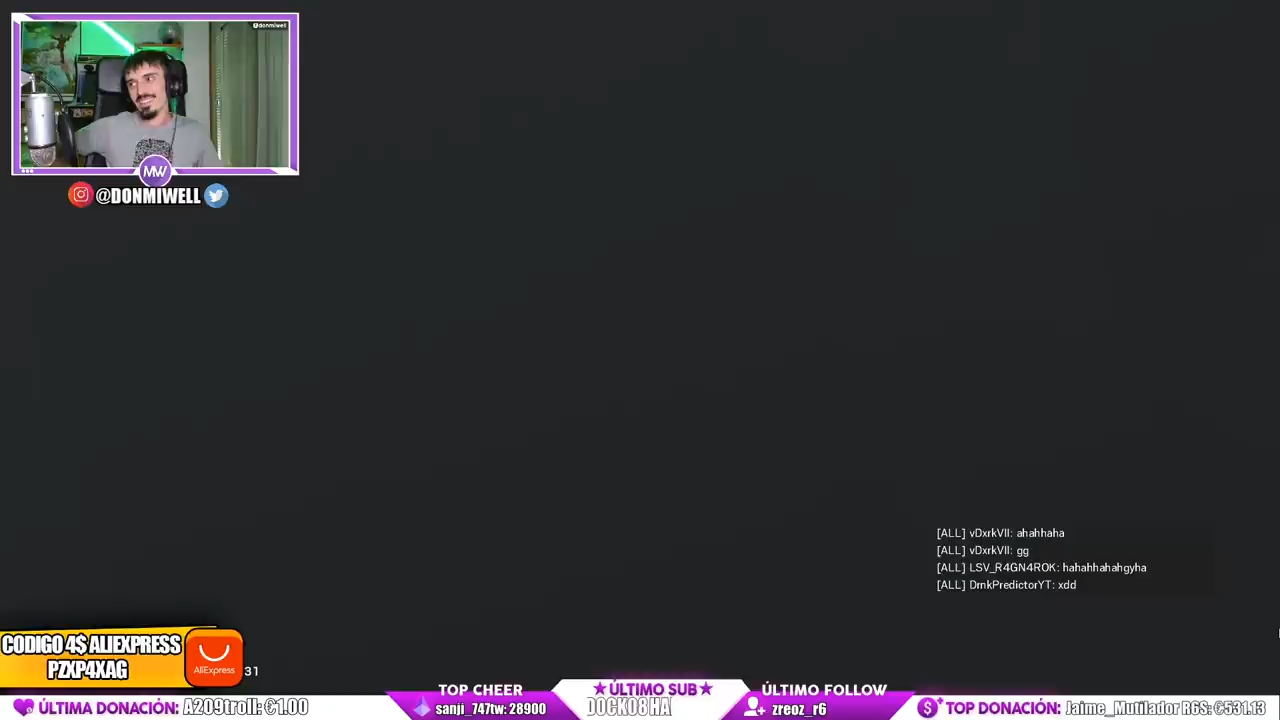 donmiwell
MW
@DONMIWELL
[ALL] vDxrkVII: ahahhaha
[ALL] vDxrkVII: gg
[ALL] LSV_R4GN4ROK: hahahhahahgyha
[ALL] DrnkPredictorYT: xdd
CODIGO 4$ ALIEXPRESS
PZXP4XAG
AliExpress
31
TOP CHEER
sanji_747tw: 28900
★ÚLTIMO SUB★
DOCK08HA
ÚLTIMO FOLLOW
zreoz_r6
ÚLTIMA DONACIÓN: A209troll: €1.00
TOP DONACIÓN: Jaime_Mutilador R6S: €531.13